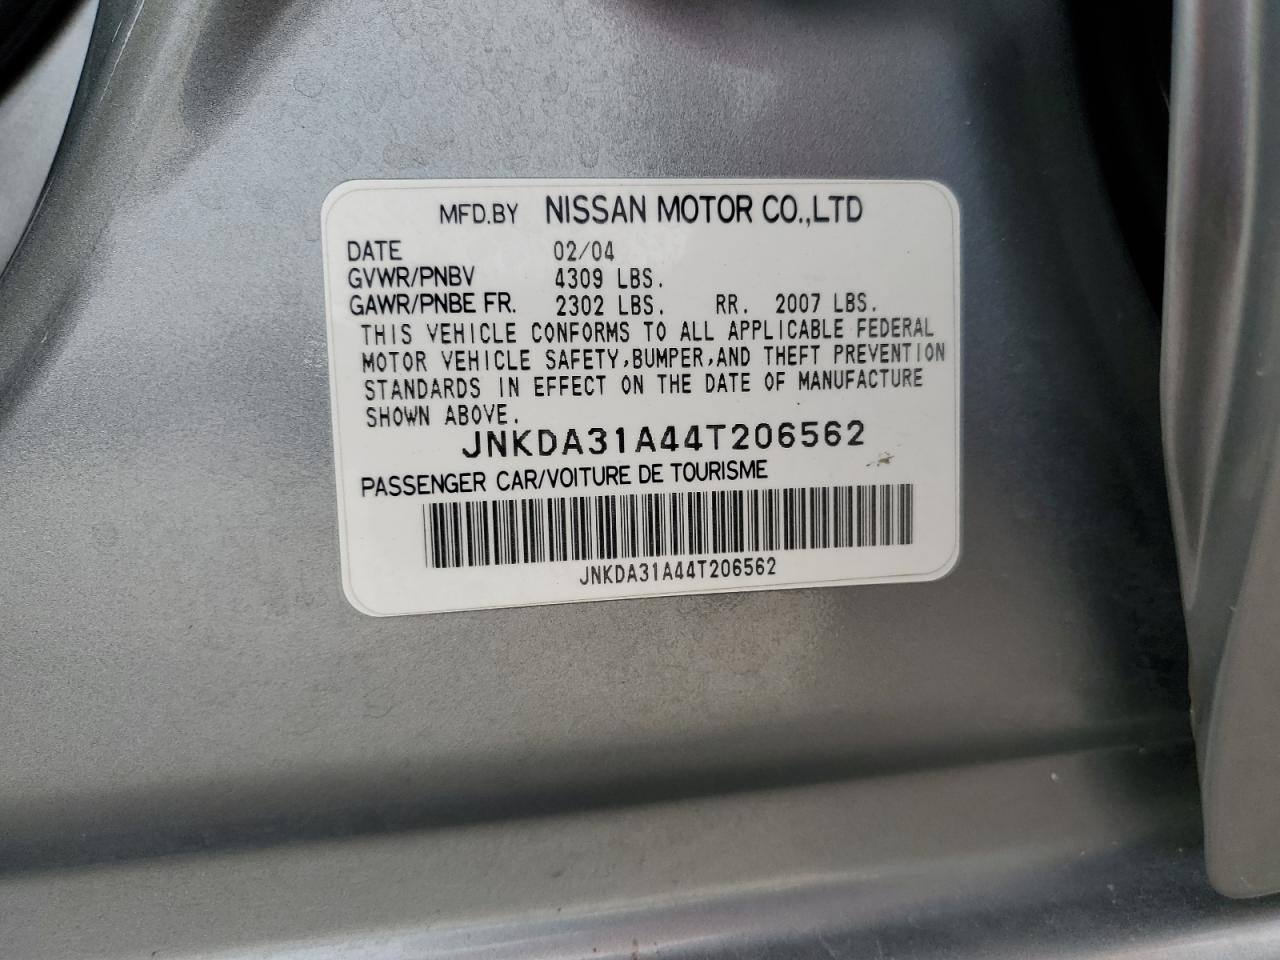 MFD.BY NISSAN MOTOR CO.,LTD
DATE 02/04
GVWR/PNBV 4309 LBS.
GAWR/PNBE FR. 2302 LBS. RR. 2007 LBS.
THIS VEHICLE CONFORMS TO ALL APPLICABLE FEDERAL
MOTOR VEHICLE SAFETY,BUMPER,AND THEFT PREVENTION
STANDARDS IN EFFECT ON THE DATE OF MANUFACTURE
SHOWN ABOVE.
JNKDA31A44T206562
PASSENGER CAR/VOITURE DE TOURISME
JNKDA31A44T206562